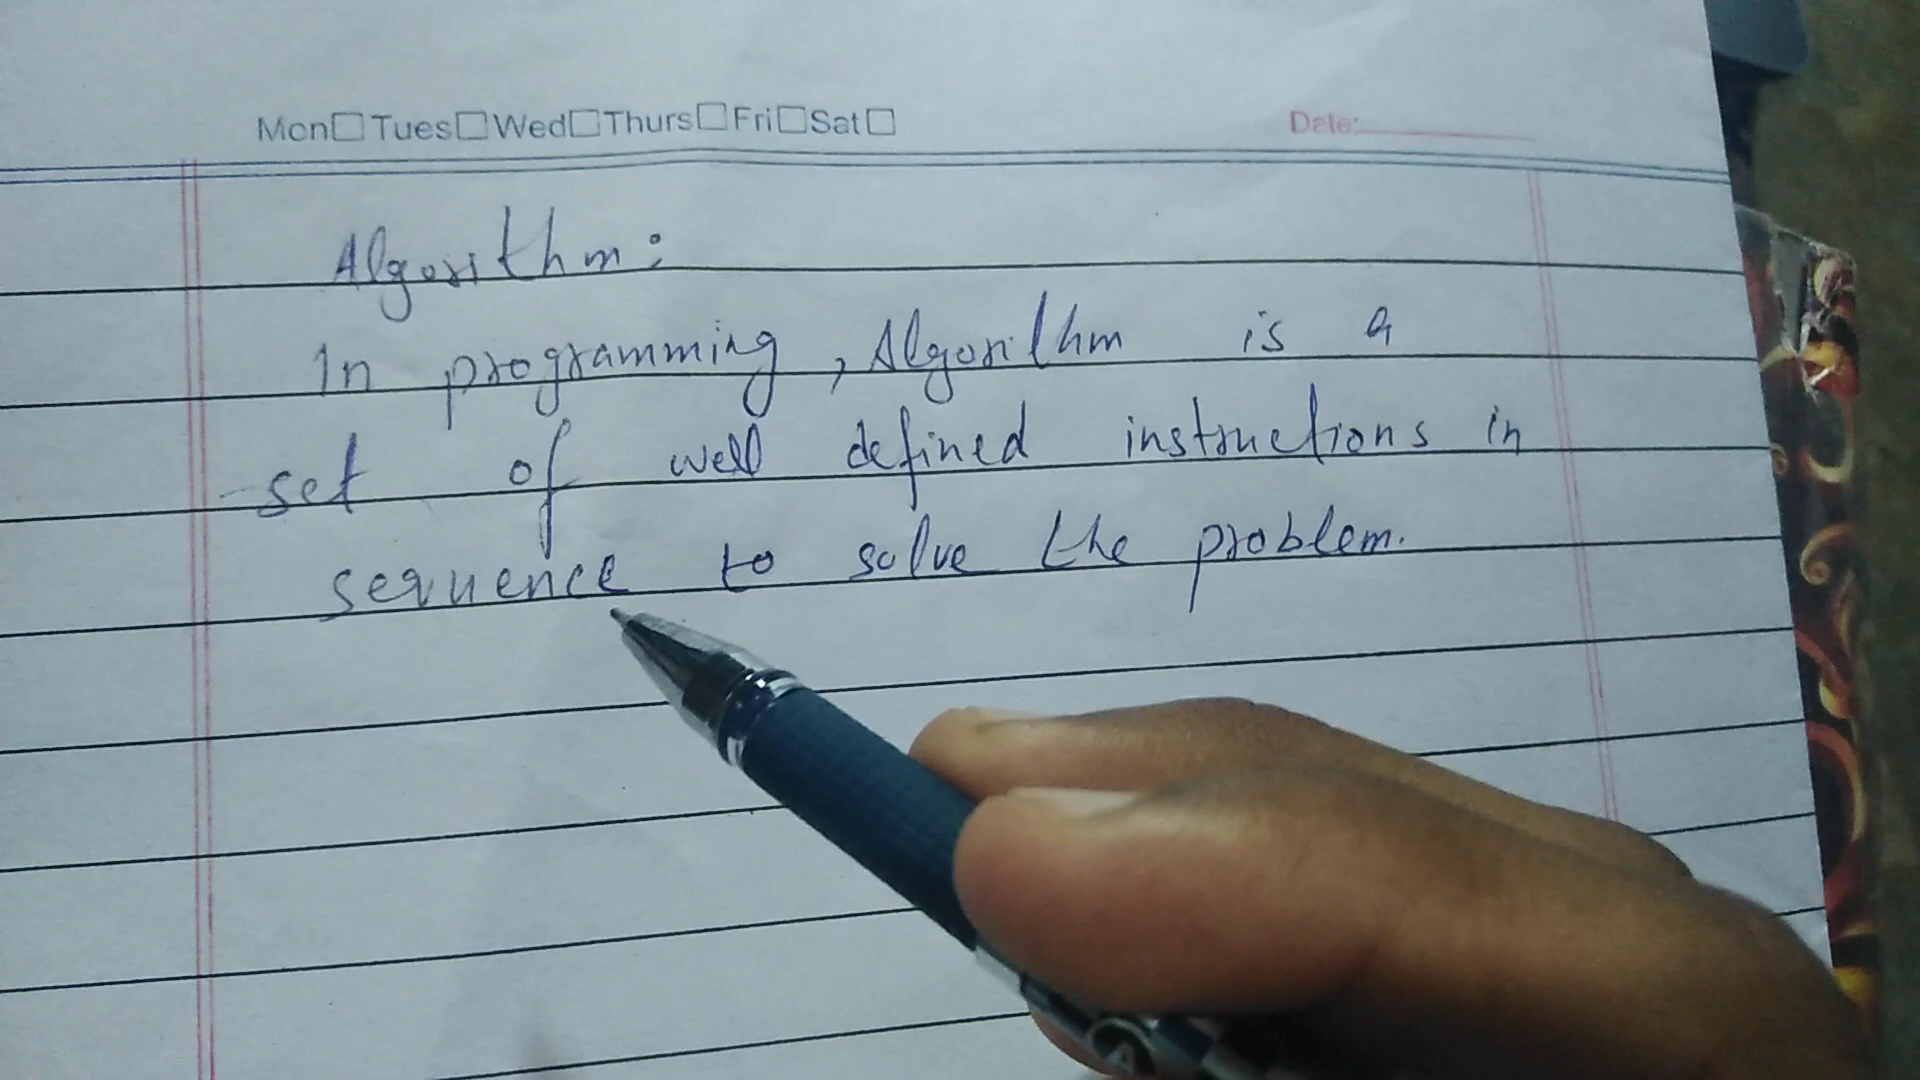 Mon☐ Tues☐ Wed☐ Thurs☐ Fri☐ Sat☐ Date:
Algorithm:
In programming, Algorithm is a
set of well defined instructions in
sequence to solve the problem.